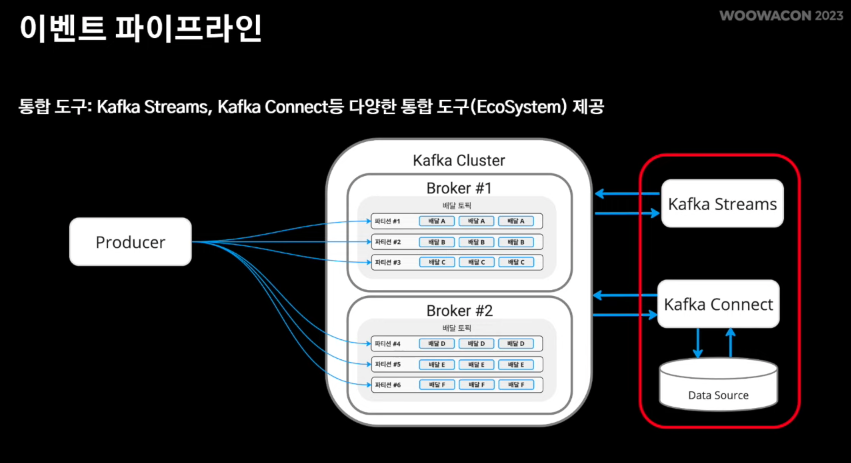 이벤트 파이프라인
WOOWACON 2023
통합 도구: Kafka Streams, Kafka Connect등 다양한 통합 도구(EcoSystem) 제공
Kafka Cluster
Broker #1
배달 토픽
파티션 #1 배달 A 배달 A 배달 A
파티션 #2 배달 B 배달 B 배달 B
파티션 #3 배달 C 배달 C 배달 C
Producer
Broker #2
배달 토픽
파티션 #4 배달 D 배달 D 배달 D
파티션 #5 배달 E 배달 E 배달 E
파티션 #6 배달 F 배달 F 배달 F
Kafka Streams
Kafka Connect
Data Source